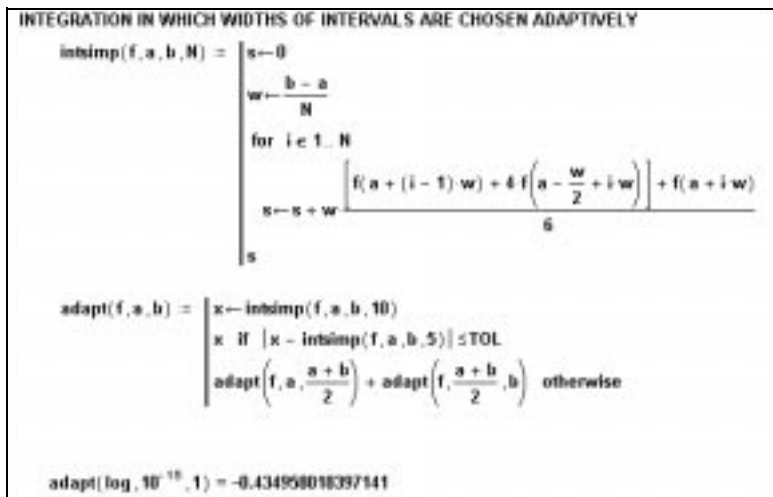 INTEGRATION IN WHICH WIDTHS OF INTERVALS ARE CHOSEN ADAPTIVELY
intsimp(f,a,b,N) := | s←0
w← (b − a)/N
for i∈1..N
s←s + w·([f(a + (i − 1)·w) + 4·f(a − w/2 + i·w)] + f(a + i·w))/6
s
adapt(f,a,b) := | x←intsimp(f,a,b,10)
x if |x − intsimp(f,a,b,5)| ≤TOL
adapt(f,a,(a + b)/2) + adapt(f,(a + b)/2,b) otherwise
adapt(log,10 ,1) = -0.434958018397141